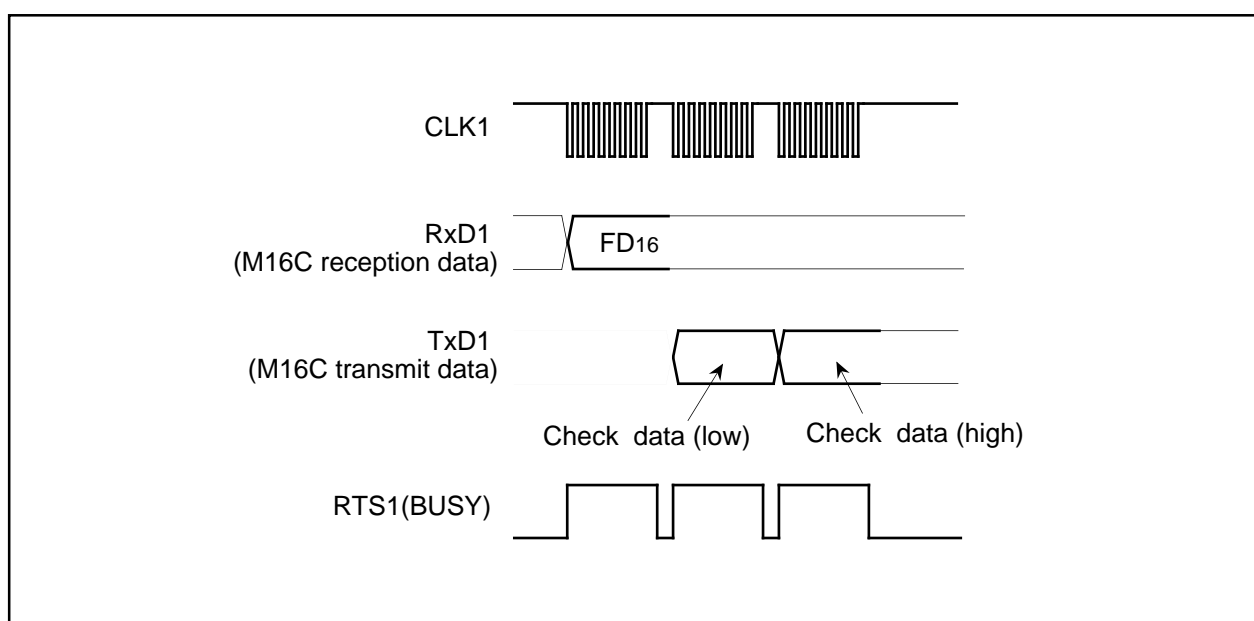 CLK1
RxD1
(M16C reception data)
FD16
TxD1
(M16C transmit data)
Check data (low)
Check data (high)
RTS1(BUSY)